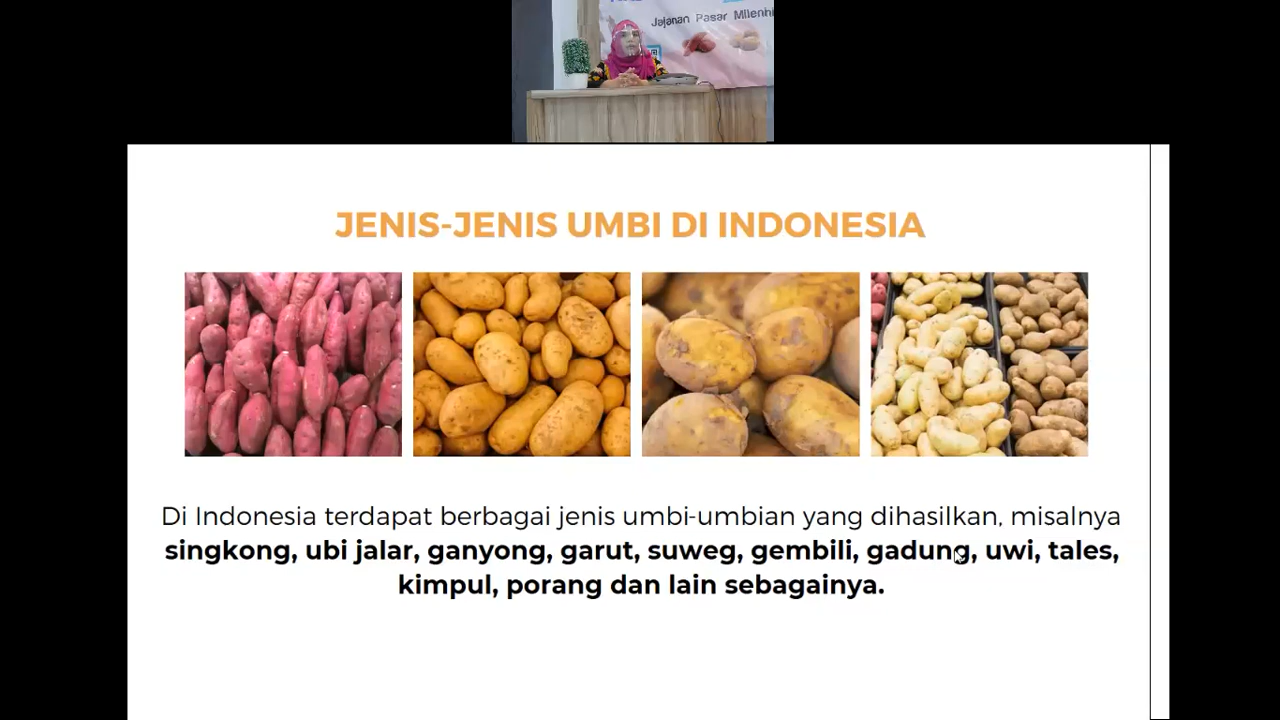 Jajanan Pasar Milenni
JENIS-JENIS UMBI DI INDONESIA
Di Indonesia terdapat berbagai jenis umbi-umbian yang dihasilkan, misalnya
singkong, ubi jalar, ganyong, garut, suweg, gembili, gadung, uwi, tales,
kimpul, porang dan lain sebagainya.